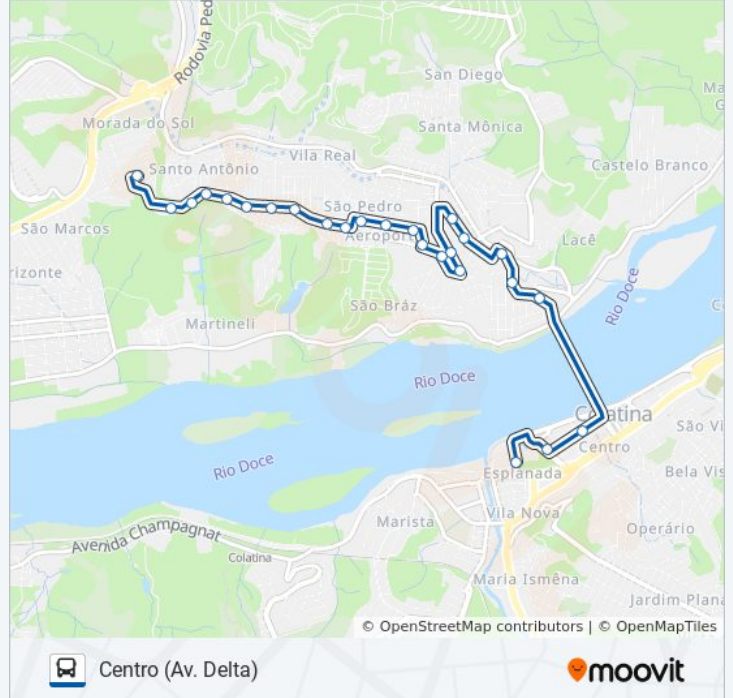 Rodovia Ped
San Diego
Ma
Morada do Sol
Santa Mônica
Vila Real
Castelo Branco
Santo Antônio
São Pedro
São Marcos
Aeroporto
Lacê
rizonte
Rio Doce
São Bráz
Martineli
Rio Doce
Colatina
São Vi
Centro
Rio Doce
Esplanada
Bela Vis
Vila Nova
Marista
Operário
Avenida Champagnat
Colatina
Maria Ismêna
Jardim Plana
© OpenStreetMap contributors | © OpenMapTiles
Centro (Av. Delta)
moovit